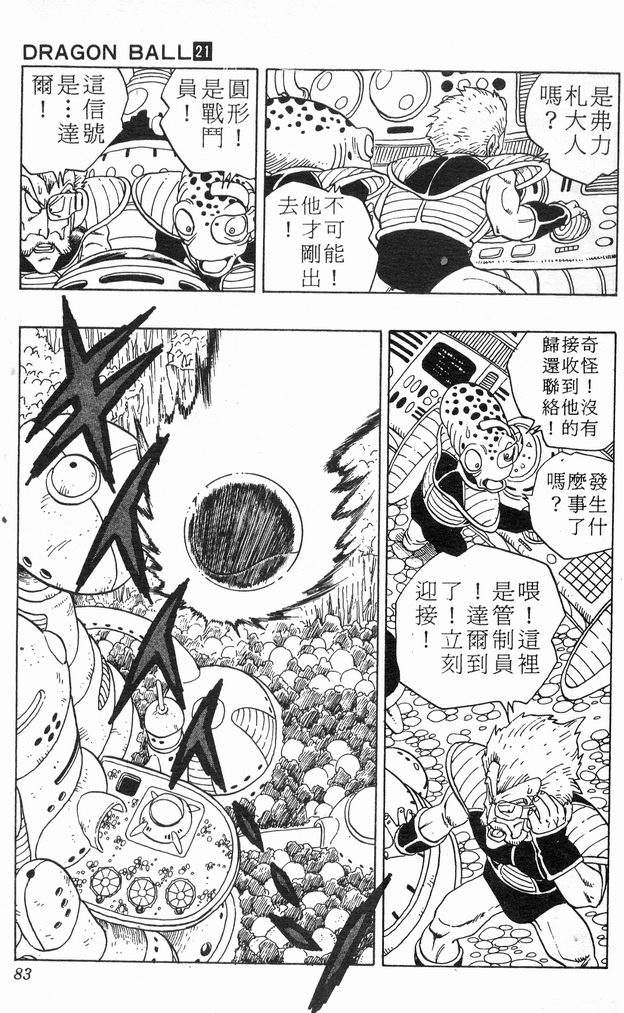 DRAGON BALL 21
是弗力
札大人
嗎?
不可能!
他才剛出
去!
圓形!
是戰鬥
員!
這信號
是…達
爾!
奇怪!沒有
接收到他的
歸還聯絡!
發生什
麼事了
嗎?
喂!這裡
是管制員
!達爾到
了!立刻
迎接!
83